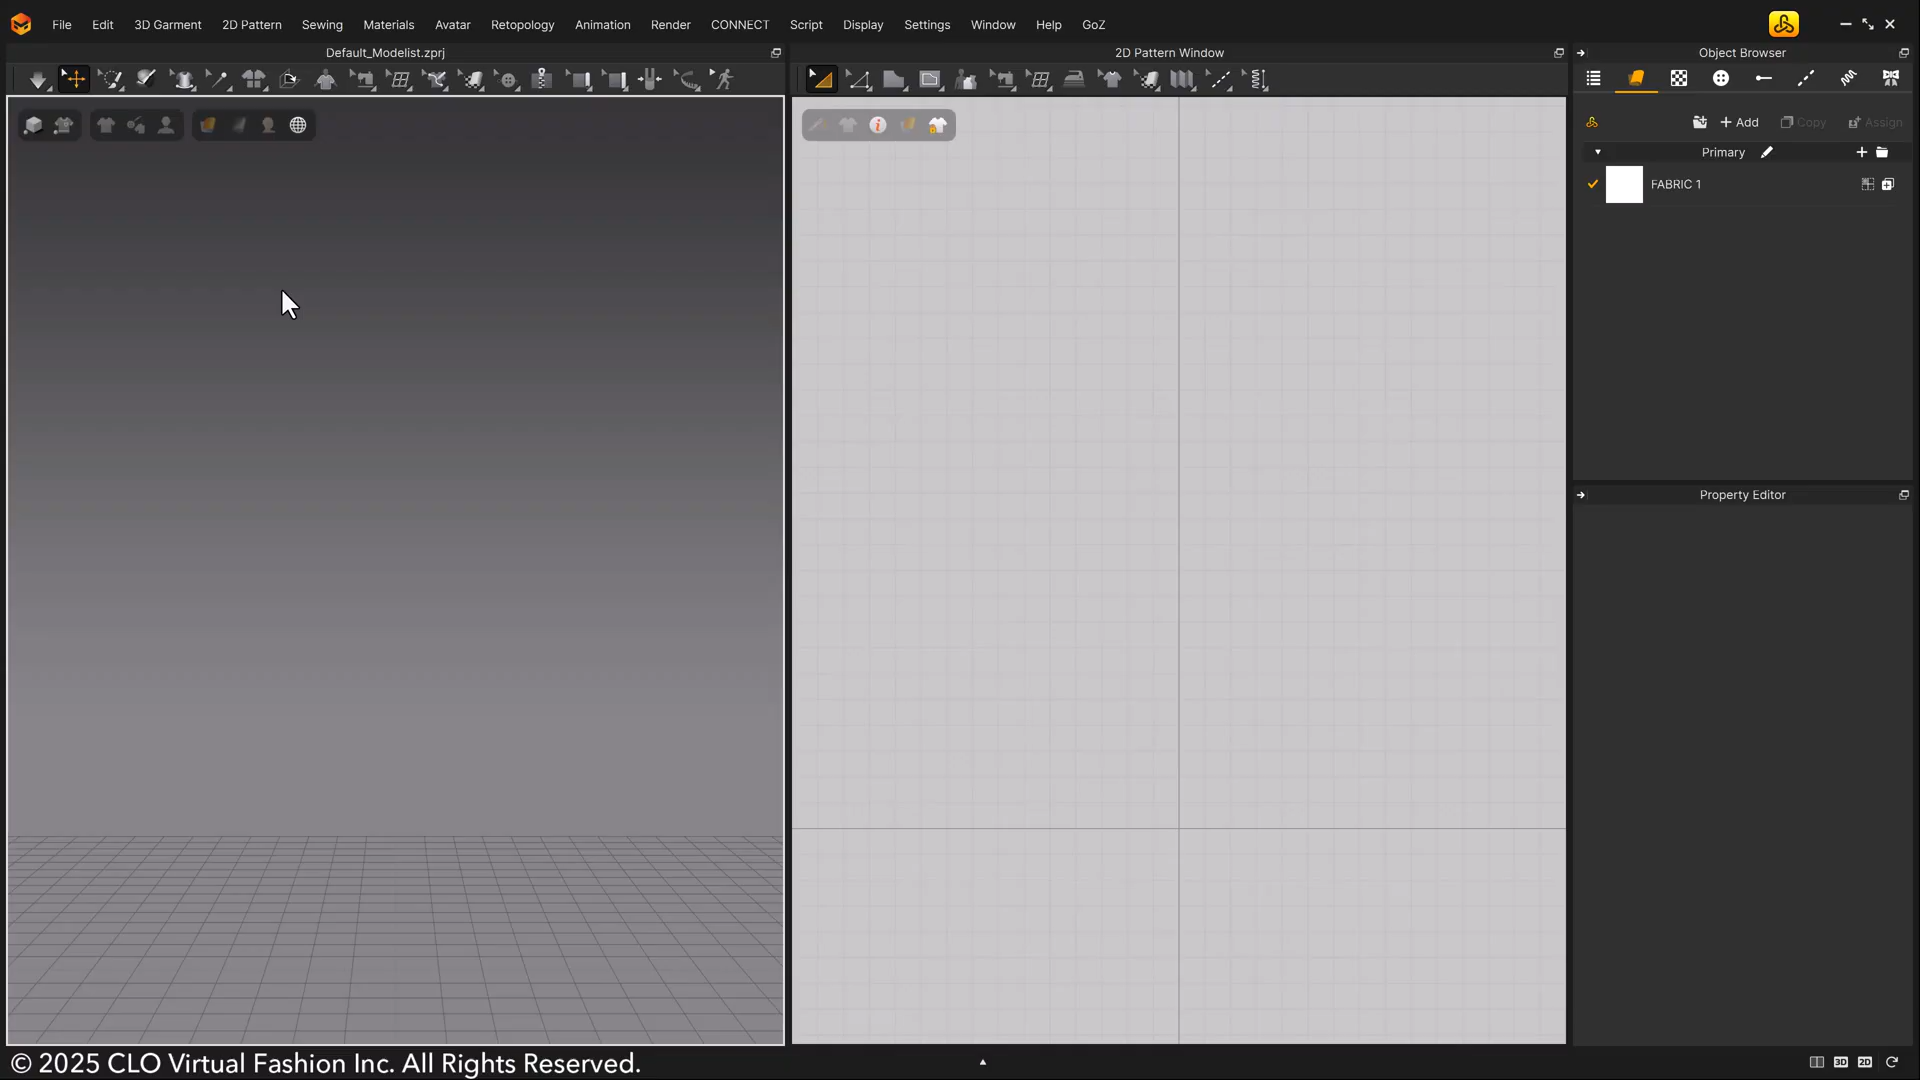 File Edit 3D Garment 2D Pattern Sewing Materials Avatar Retopology Animation Render CONNECT Script Display Settings Window Help GoZ
Default_Modelist.zprj
2D Pattern Window
Object Browser
+ Add Copy Assign
Primary
FABRIC 1
Property Editor
© 2025 CLO Virtual Fashion Inc. All Rights Reserved.
3D 2D